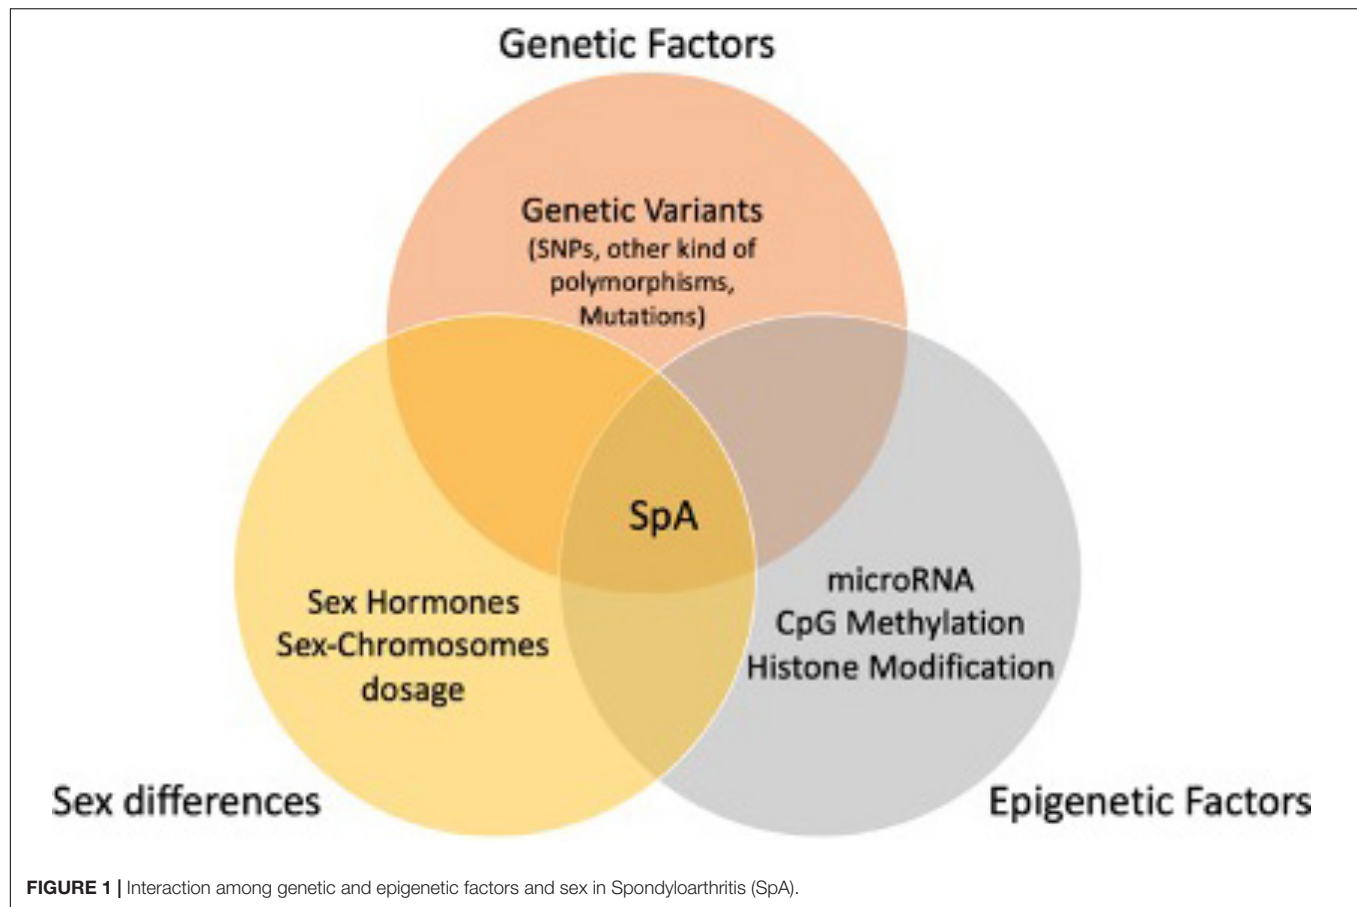 Genetic Factors
Genetic Variants
(SNPs, other kind of
polymorphisms,
Mutations)
SpA
Sex Hormones
Sex-Chromosomes
dosage
microRNA
CpG Methylation
Histone Modification
Sex differences
Epigenetic Factors
FIGURE 1 | Interaction among genetic and epigenetic factors and sex in Spondyloarthritis (SpA).